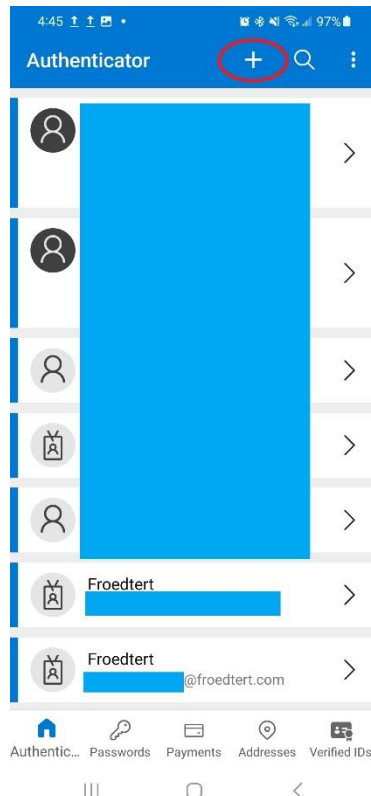 4:45 97%
Authenticator
Froedtert
Froedtert
@froedtert.com
Authentic... Passwords Payments Addresses Verified IDs